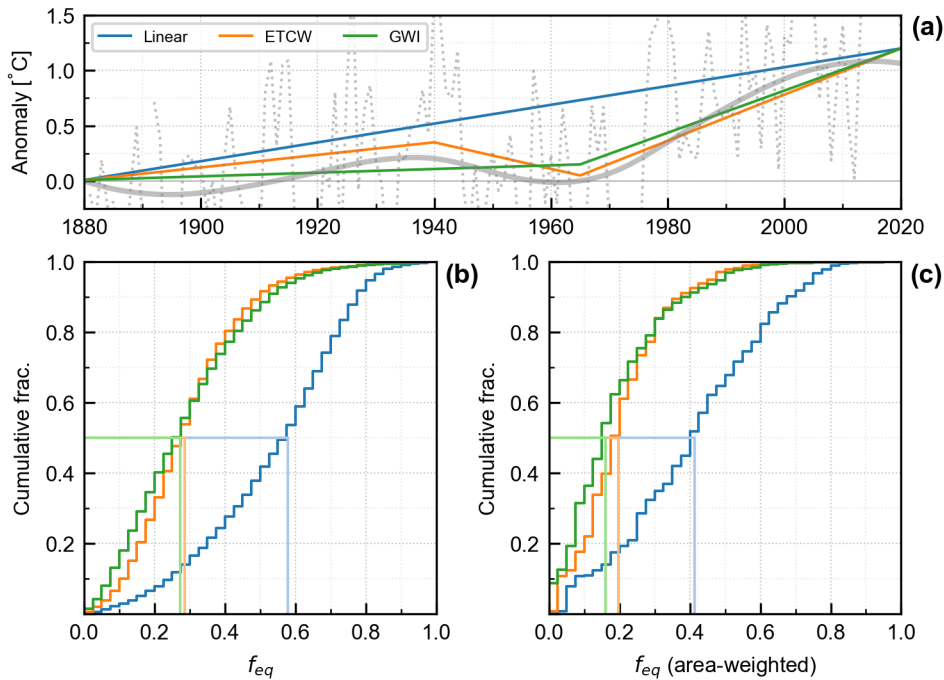 1.5
1.0
0.5
0.0
Anomaly [˚C]
Linear
ETCW
GWI
(a)
1880 1900 1920 1940 1960 1980 2000 2020
1.0
0.8
0.6
0.4
0.2
Cumulative frac.
(b)
0.0 0.2 0.4 0.6 0.8 1.0
feq
1.0
0.8
0.6
0.4
0.2
Cumulative frac.
(c)
0.0 0.2 0.4 0.6 0.8 1.0
feq (area-weighted)